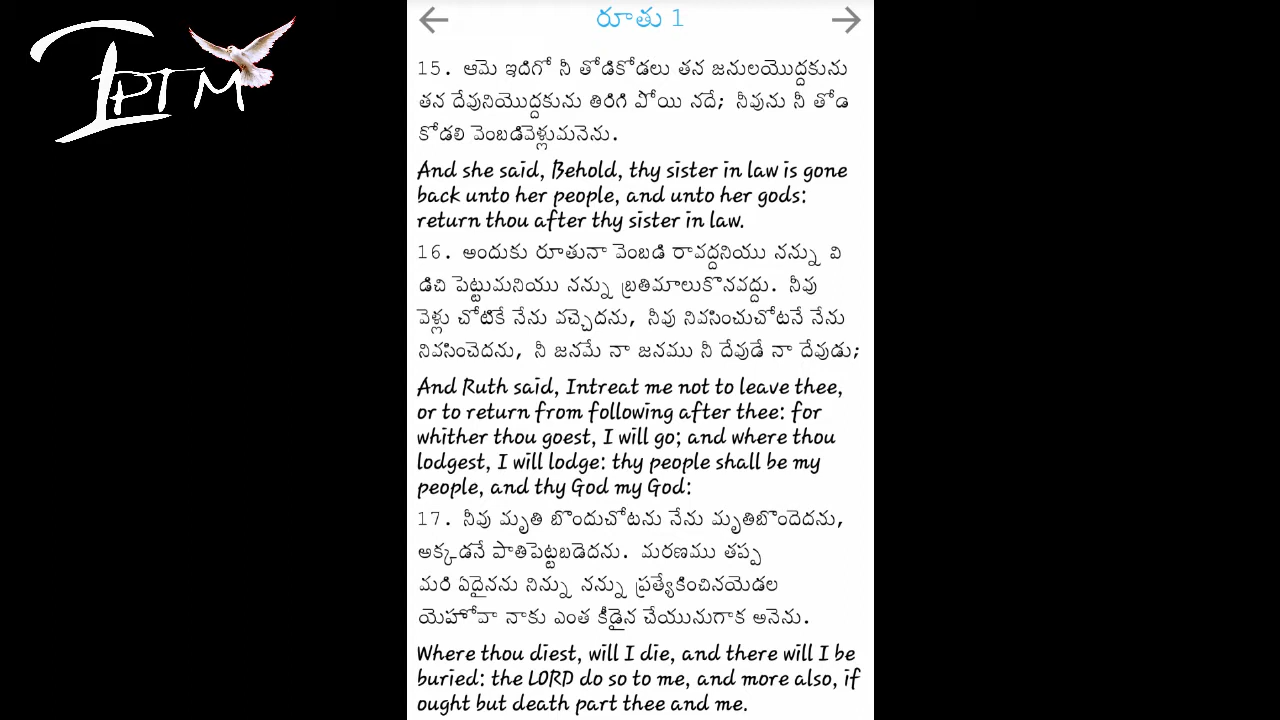 IPTM
రూతు 1
15. ఆమె ఇదిగో నీ తోడికోడలు తన జనులయొద్దకును
తన దేవునియొద్దకును తిరిగి పోయి నదే; నీవును నీ తోడ
కోడలి వెంబడివెళ్లుమనెను.
And she said, Behold, thy sister in law is gone
back unto her people, and unto her gods:
return thou after thy sister in law.
16. అందుకు రూతునా వెంబడి రావద్దనియు నన్ను వి
డిచి పెట్టుమనియు నన్ను బ్రతిమాలుకొనవద్దు. నీవు
వెళ్లు చోటికే నేను వచ్చెదను, నీవు నివసించుచోటనే నేను
నివసించెదను, నీ జనమే నా జనము నీ దేవుడే నా దేవుడు;
And Ruth said, Intreat me not to leave thee,
or to return from following after thee: for
whither thou goest, I will go; and where thou
lodgest, I will lodge: thy people shall be my
people, and thy God my God:
17. నీవు మృతి బొందుచోటను నేను మృతిబొందెదను,
అక్కడనే పాతిపెట్టబడెదను. మరణము తప్ప
మరి ఏదైనను నిన్ను నన్ను ప్రత్యేకించినయెడల
యెహోవా నాకు ఎంత కీడైన చేయునుగాక అనెను.
Where thou diest, will I die, and there will I be
buried: the LORD do so to me, and more also, if
ought but death part thee and me.